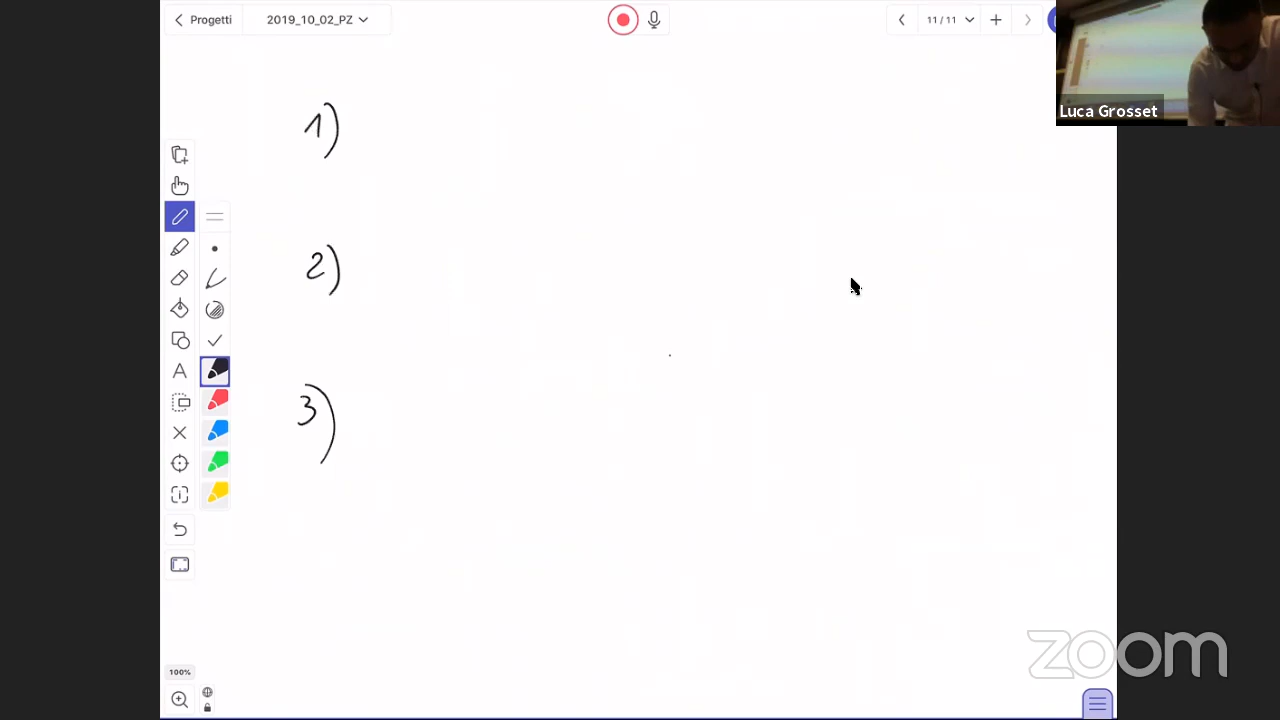 Progetti 2019_10_02_PZ 11/11
Luca Grosset
1)
2)
3)
A
100%
zoom